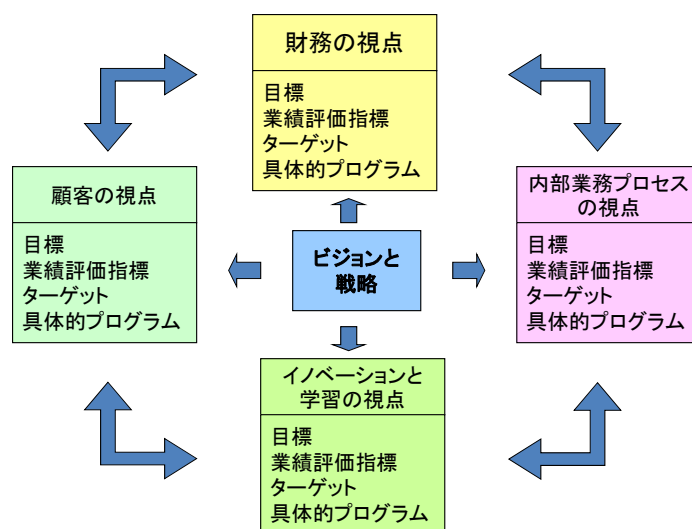 財務の視点
目標
業績評価指標
ターゲット
具体的プログラム
顧客の視点
目標
業績評価指標
ターゲット
具体的プログラム
ビジョンと
戦略
内部業務プロセス
の視点
目標
業績評価指標
ターゲット
具体的プログラム
イノベーションと
学習の視点
目標
業績評価指標
ターゲット
具体的プログラム